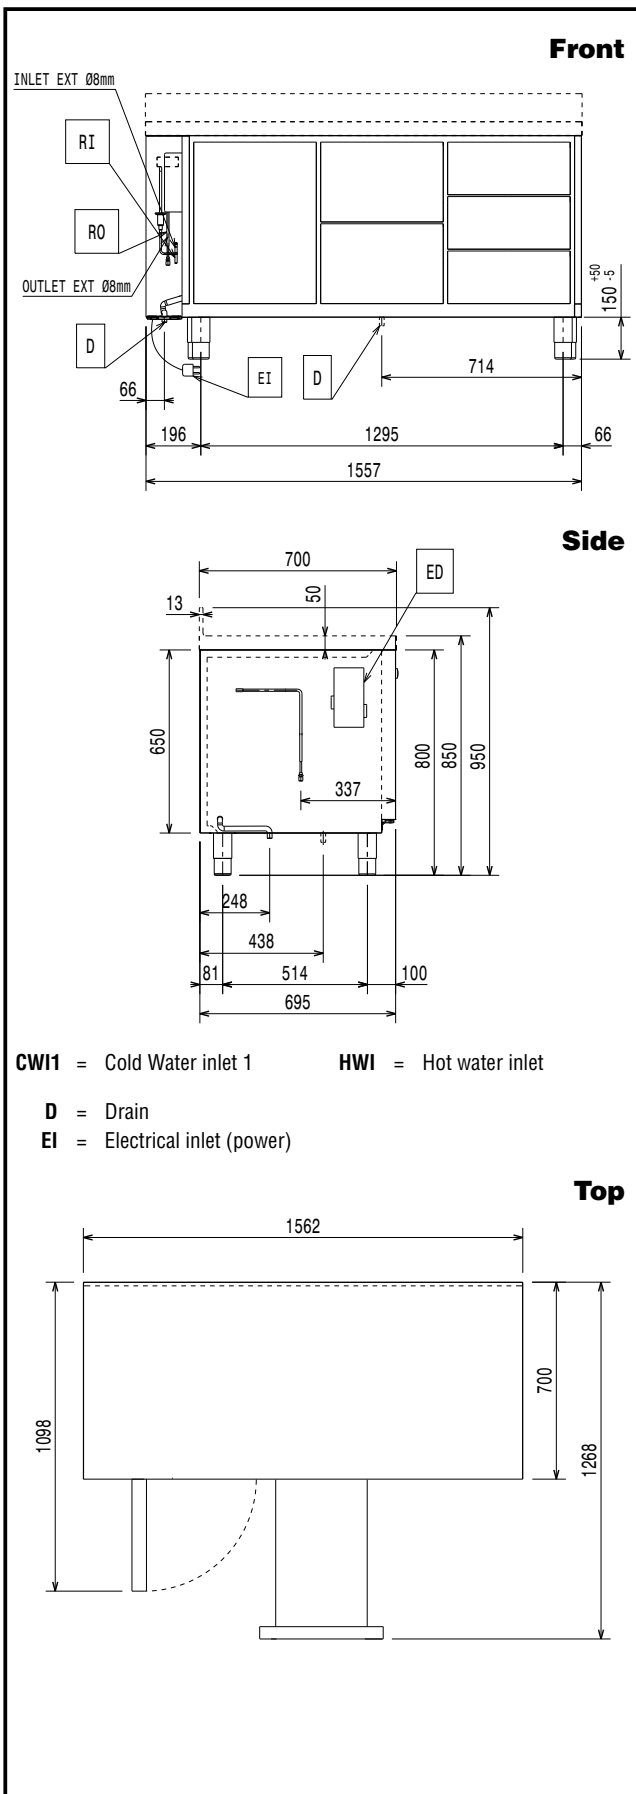 Front
INLET EXT Ø8mm
RI
RO
OUTLET EXT Ø8mm
+50
150 -5
D
EI
D
714
66
196
1295
66
1557
Side
700
ED
50
13
650
800
850
950
337
248
438
81
514
100
695
CWI1 = Cold Water inlet 1 HWI = Hot water inlet
D = Drain
EI = Electrical inlet (power)
Top
1562
1098
700
1268